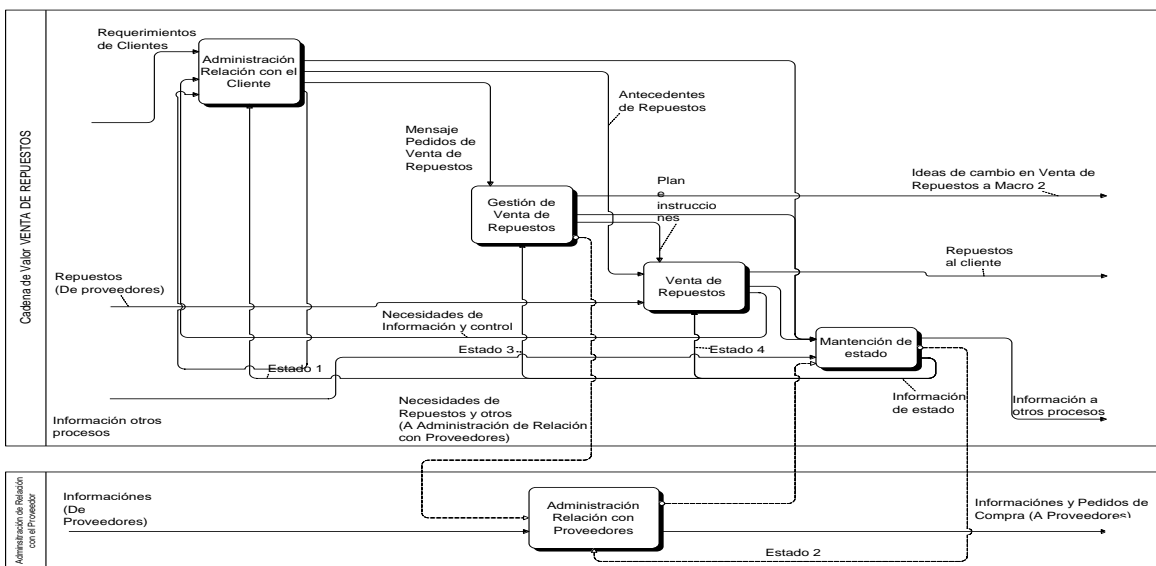 Cadena de Valor VENTA DE REPUESTOS
Requerimientos
de Clientes
Administración
Relación con el
Cliente
Antecedentes
de Repuestos
Mensaje
Pedidos de
Venta de
Repuestos
Ideas de cambio en Venta de
Repuestos a Macro 2
Plan
e
instruccio
nes
Gestión de
Venta de
Repuestos
Repuestos
al cliente
Repuestos
(De proveedores)
Venta de
Repuestos
Necesidades de
Información y control
Mantención de
estado
Estado 3
Estado 4
Estado 1
Información
de estado
Necesidades de
Repuestos y otros
(A Administración de Relación
con Proveedores)
Información a
otros procesos
Información otros
procesos
Adminsitración de Relación
con el Proveedor
Informaciónes
(De
Proveedores)
Administración
Relación con
Proveedores
Informaciónes y Pedidos de
Compra (A Proveedores)
Estado 2